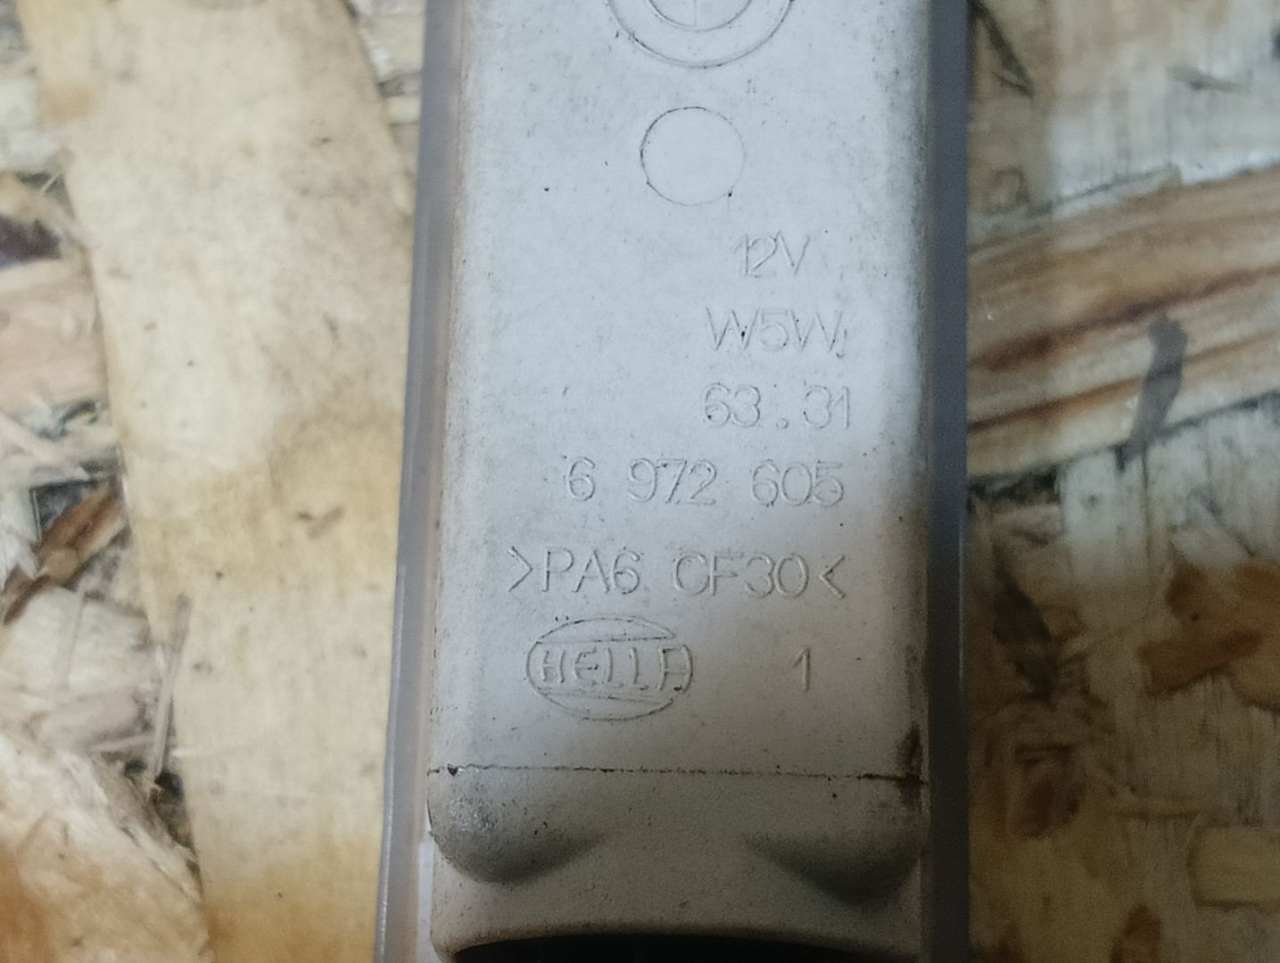 12V
W5W
63.31
6 972 605
>PA6 CF30<
HELLA 1